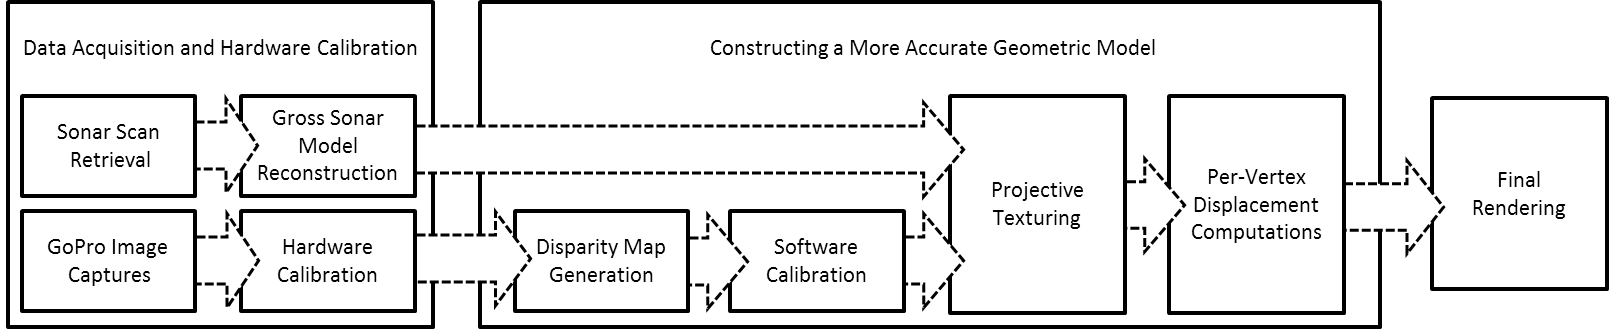 Data Acquisition and Hardware Calibration
Constructing a More Accurate Geometric Model
Sonar Scan
Retrieval
Gross Sonar
Model
Reconstruction
GoPro Image
Captures
Hardware
Calibration
Disparity Map
Generation
Software
Calibration
Projective
Texturing
Per-Vertex
Displacement
Computations
Final
Rendering